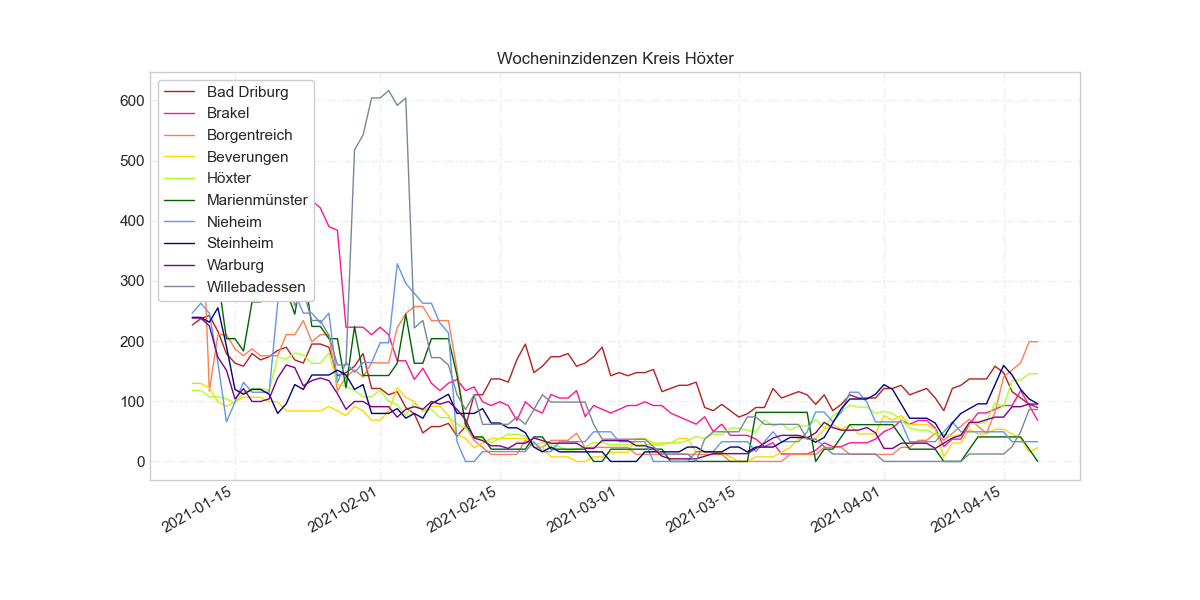 Wocheninzidenzen Kreis Höxter
600
500
400
300
200
100
0
Bad Driburg
Brakel
Borgentreich
Beverungen
Höxter
Marienmünster
Nieheim
Steinheim
Warburg
Willebadessen
2021-01-15
2021-02-01
2021-02-15
2021-03-01
2021-03-15
2021-04-01
2021-04-15